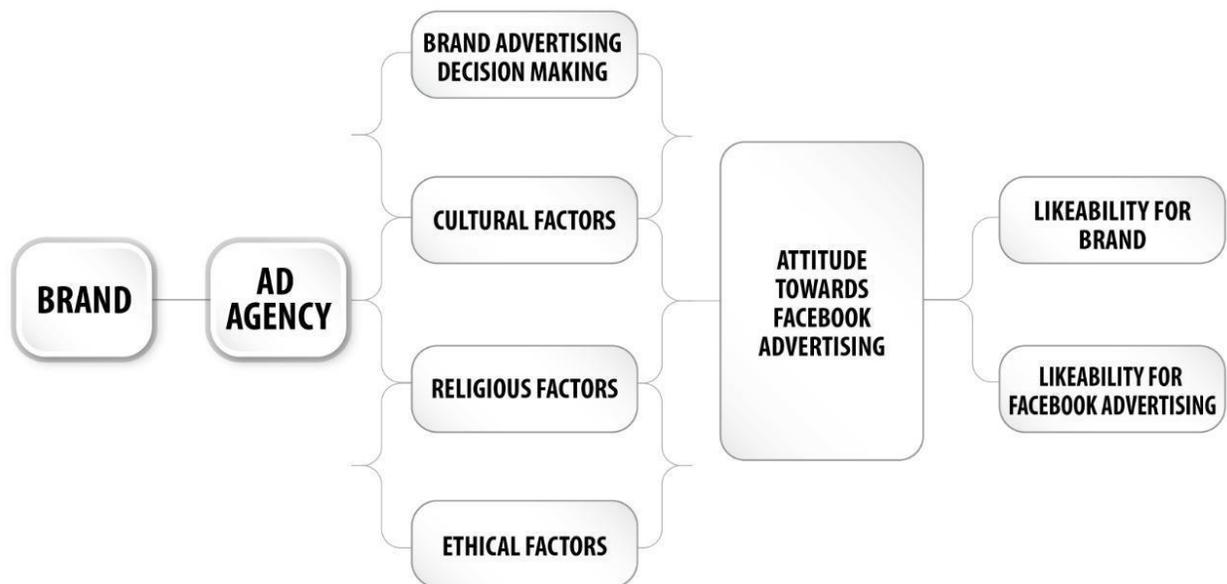 BRAND
AD
AGENCY
BRAND ADVERTISING
DECISION MAKING
CULTURAL FACTORS
RELIGIOUS FACTORS
ETHICAL FACTORS
ATTITUDE
TOWARDS
FACEBOOK
ADVERTISING
LIKEABILITY FOR
BRAND
LIKEABILITY FOR
FACEBOOK ADVERTISING